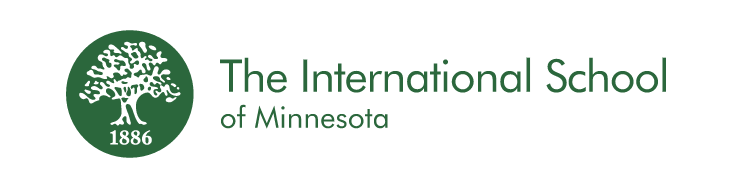 The International School
of Minnesota
1886